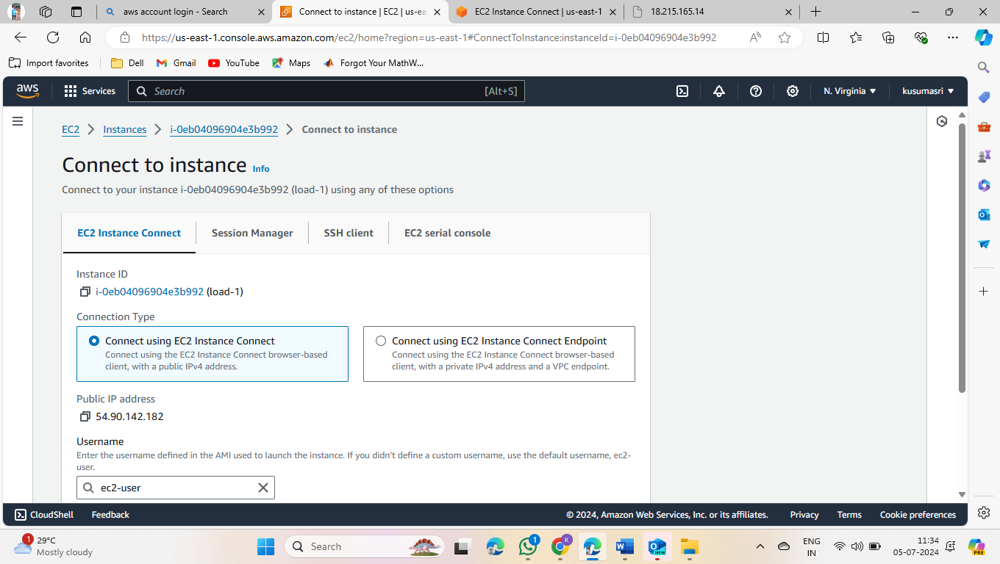 aws account login - Search
Connect to instance | EC2 | us-ea
EC2 Instance Connect | us-east-1
18.215.165.14
https://us-east-1.console.aws.amazon.com/ec2/home?region=us-east-1#ConnectToInstance:instanceId=i-0eb04096904e3b992
Import favorites
Dell
Gmail
YouTube
Maps
Forgot Your MathW...
aws
Services
Search
[Alt+S]
N. Virginia
kusumasri
EC2
Instances
i-0eb04096904e3b992
Connect to instance
Connect to instance Info
Connect to your instance i-0eb04096904e3b992 (load-1) using any of these options
EC2 Instance Connect
Session Manager
SSH client
EC2 serial console
Instance ID
i-0eb04096904e3b992 (load-1)
Connection Type
Connect using EC2 Instance Connect
Connect using the EC2 Instance Connect browser-based
client, with a public IPv4 address.
Connect using EC2 Instance Connect Endpoint
Connect using the EC2 Instance Connect browser-based
client, with a private IPv4 address and a VPC endpoint.
Public IP address
54.90.142.182
Username
Enter the username defined in the AMI used to launch the instance. If you didn't define a custom username, use the default username, ec2-
user.
ec2-user
CloudShell
Feedback
© 2024, Amazon Web Services, Inc. or its affiliates.
Privacy
Terms
Cookie preferences
1
29°C
Mostly cloudy
Search
1
K
NEW
ENG
IN
11:34
05-07-2024
PRE